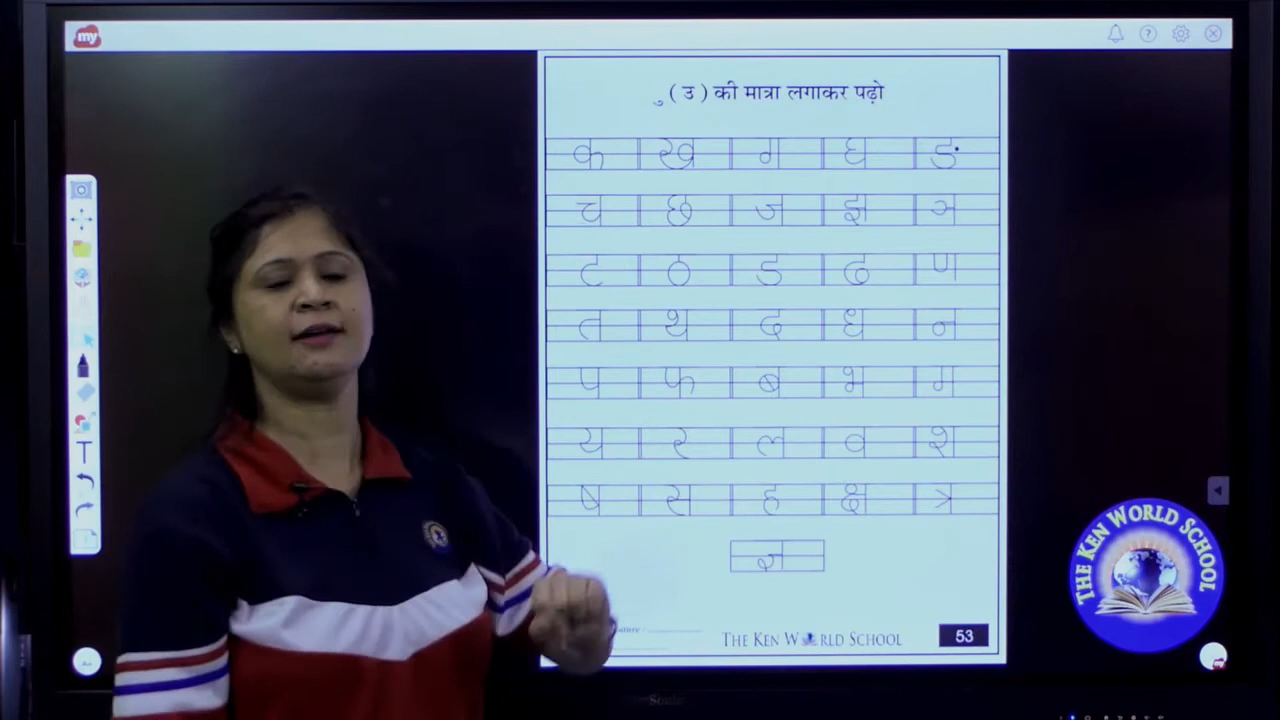 my
ु ( उ ) की मात्रा लगाकर पढ़ो
क ख ग घ ङ
च छ ज झ ञ
ट ठ ड ढ ण
त थ द ध न
प फ ब भ म
य र ल व श
ष स ह क्ष त्र
ज्ञ
THE KEN WORLD SCHOOL 53
THE KEN WORLD SCHOOL